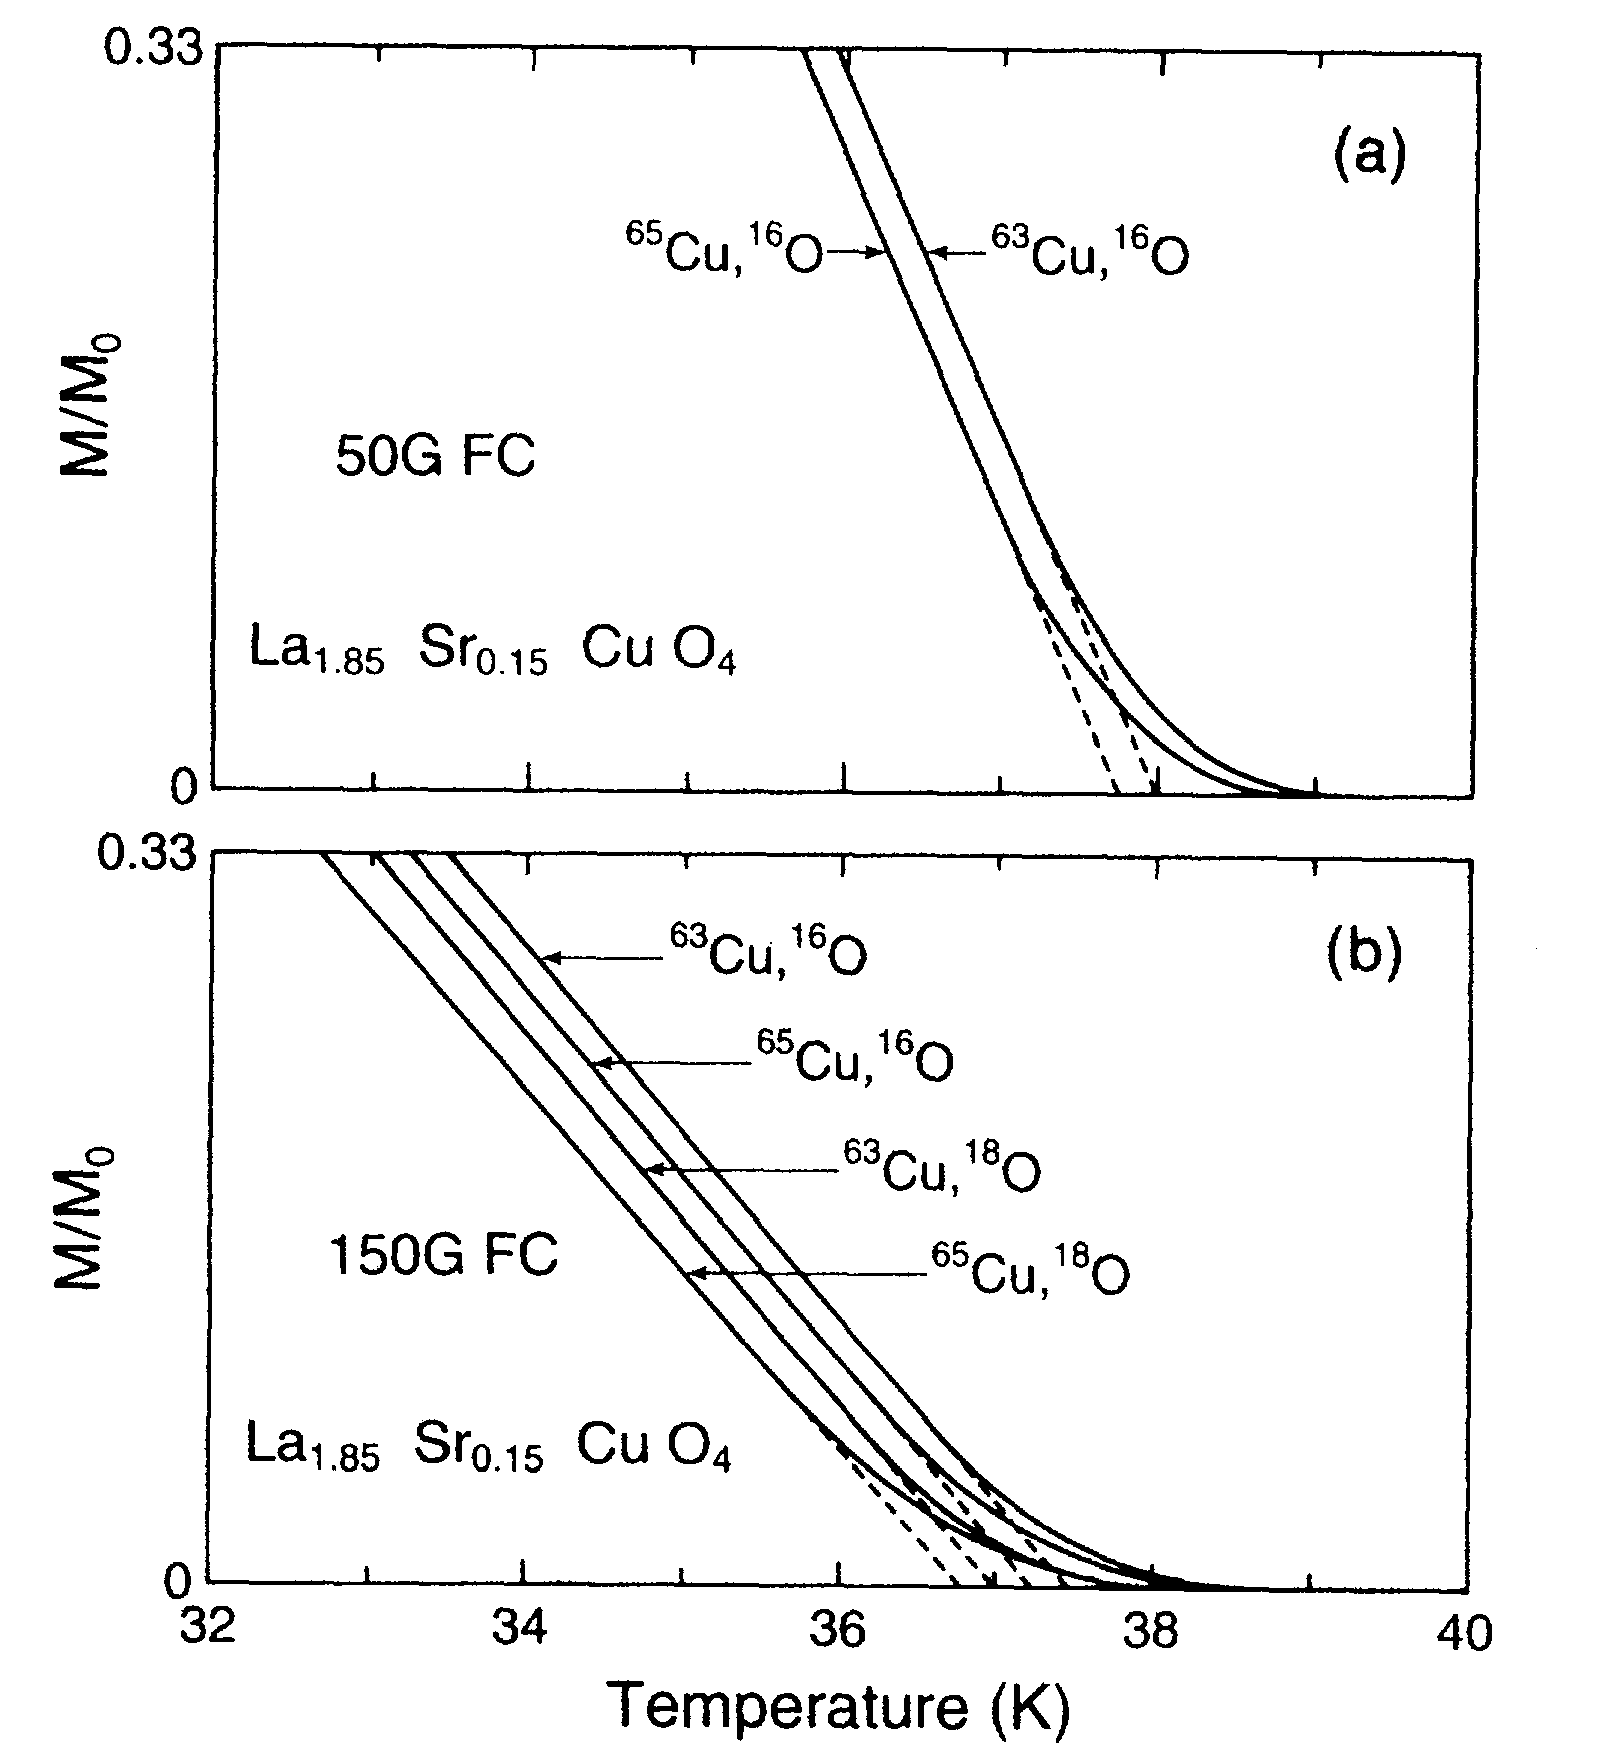 0.33
(a)
⁶⁵Cu, ¹⁶O
⁶³Cu, ¹⁶O
M/M₀
50G FC
La₁.₈₅ Sr₀.₁₅ Cu O₄
0
0.33
(b)
⁶³Cu, ¹⁶O
⁶⁵Cu, ¹⁶O
⁶³Cu, ¹⁸O
M/M₀
150G FC
⁶⁵Cu, ¹⁸O
La₁.₈₅ Sr₀.₁₅ Cu O₄
0
32 34 36 38 40
Temperature (K)